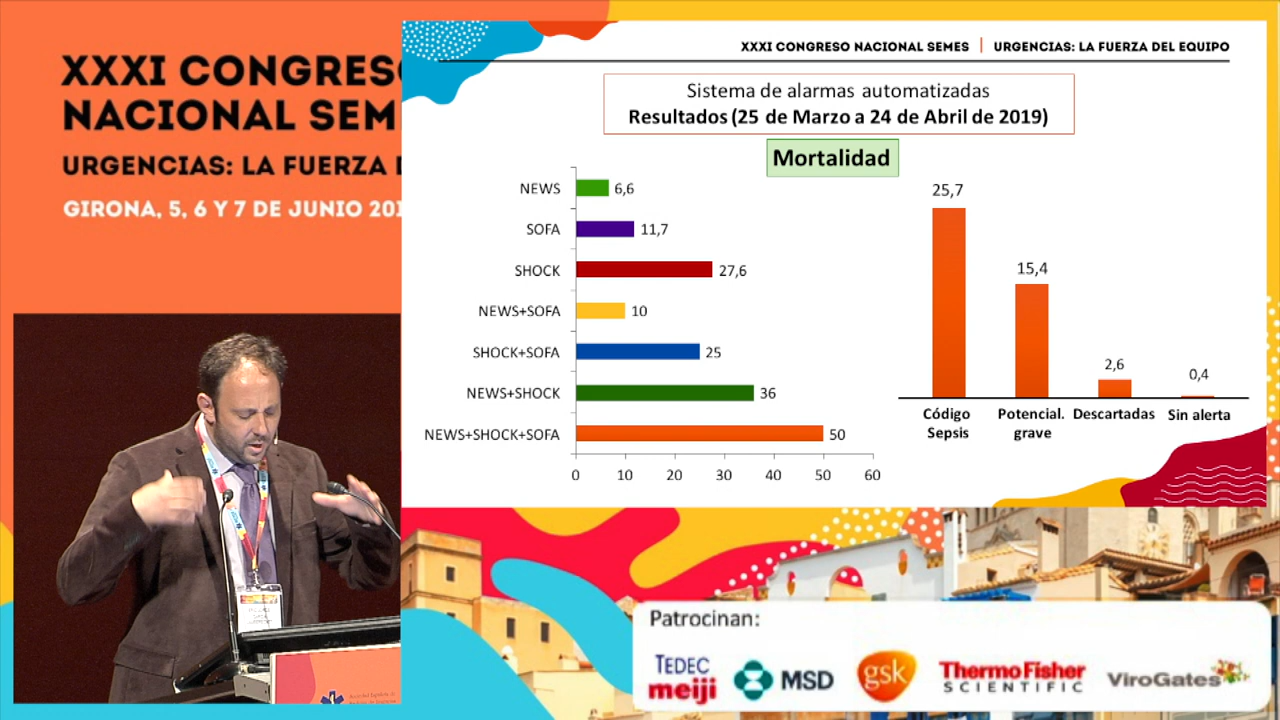 XXXI CONGRESO
NACIONAL SEM
URGENCIAS: LA FUERZA D
GIRONA, 5, 6 Y 7 DE JUNIO 201
XXXI CONGRESO NACIONAL SEMES | URGENCIAS: LA FUERZA DEL EQUIPO
Sistema de alarmas automatizadas
Resultados (25 de Marzo a 24 de Abril de 2019)
Mortalidad
NEWS 6,6
SOFA 11,7
SHOCK 27,6
NEWS+SOFA 10
SHOCK+SOFA 25
NEWS+SHOCK 36
NEWS+SHOCK+SOFA 50
0 10 20 30 40 50 60
25,7
15,4
2,6
0,4
Código Sepsis
Potencial. grave
Descartadas
Sin alerta
Patrocinan:
TEDEC
meiji
MSD
gsk
ThermoFisher
SCIENTIFIC
ViroGates